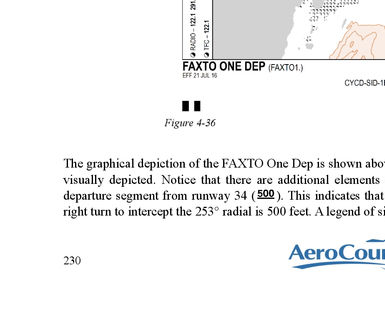 RADIO – 122.1 291.
TFC – 122.1
FAXTO ONE DEP (FAXTO1.)
EFF 21 JUL 16
CYCD-SID-1
Figure 4-36
The graphical depiction of the FAXTO One Dep is shown abo
visually depicted. Notice that there are additional elements
departure segment from runway 34 (500). This indicates that
right turn to intercept the 253° radial is 500 feet. A legend of si
230
AeroCour